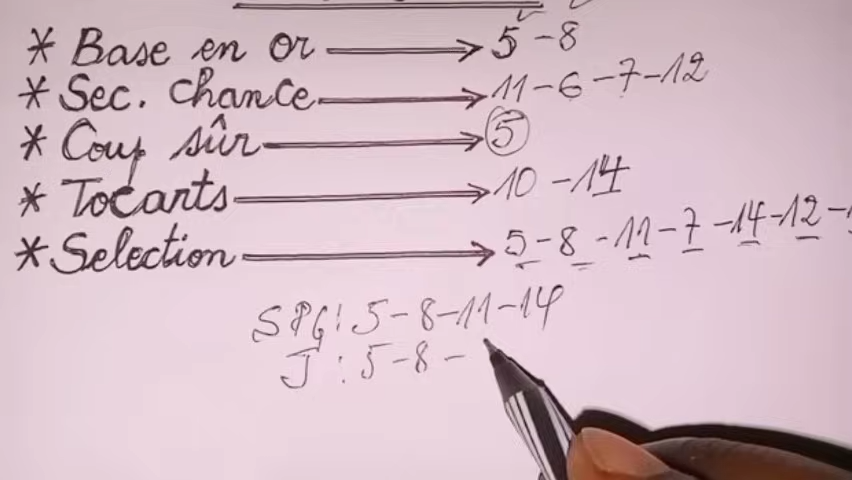 * Base en or → 5 - 8
* Sec. Chance → 11 - 6 - 7 - 12
* Coup sûr → 5
* Tocarts → 10 - 14
* Selection → 5 - 8 - 11 - 7 - 14 - 12 -
SPG: 5 - 8 - 11 - 14
J : 5 - 8 -